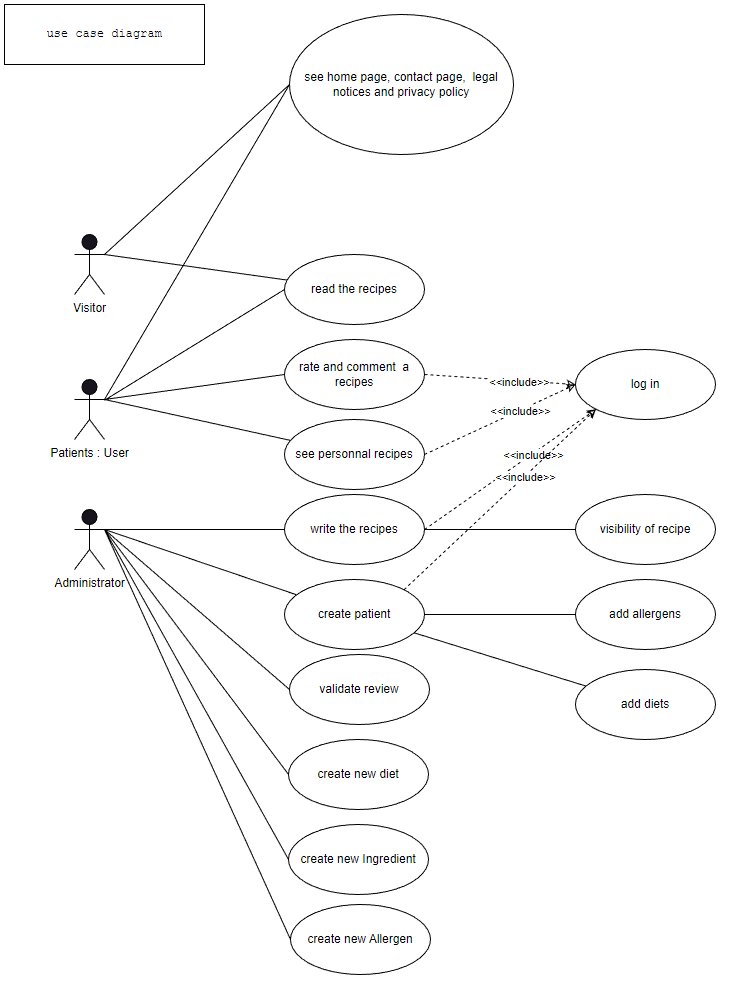 use case diagram
see home page, contact page, legal
notices and privacy policy
Visitor
read the recipes
rate and comment a
recipes
<<include>>
log in
<<include>>
Patients : User
see personnal recipes
<<include>>
<<include>>
write the recipes
visibility of recipe
Administrator
create patient
add allergens
validate review
add diets
create new diet
create new Ingredient
create new Allergen